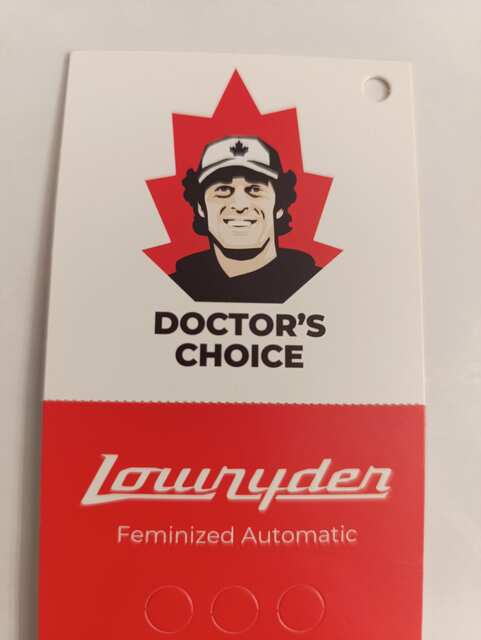 DOCTOR'S
CHOICE
Lowryder
Feminized Automatic